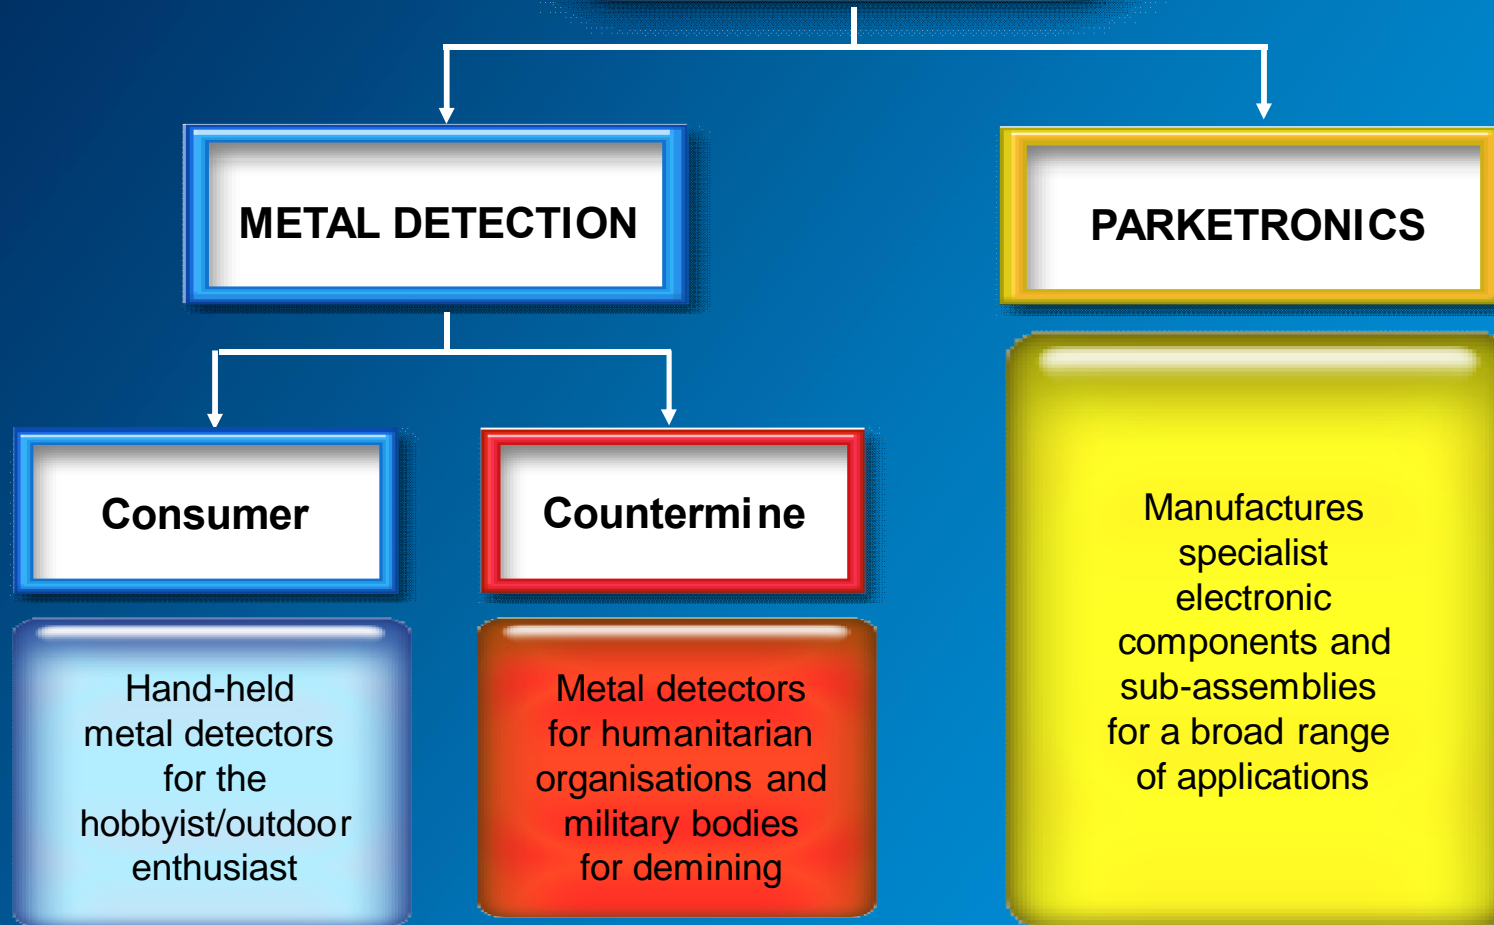 METAL DETECTION
PARKETRONICS
Consumer
Countermine
Hand-held
metal detectors
for the
hobbyist/outdoor
enthusiast
Metal detectors
for humanitarian
organisations and
military bodies
for demining
Manufactures
specialist
electronic
components and
sub-assemblies
for a broad range
of applications